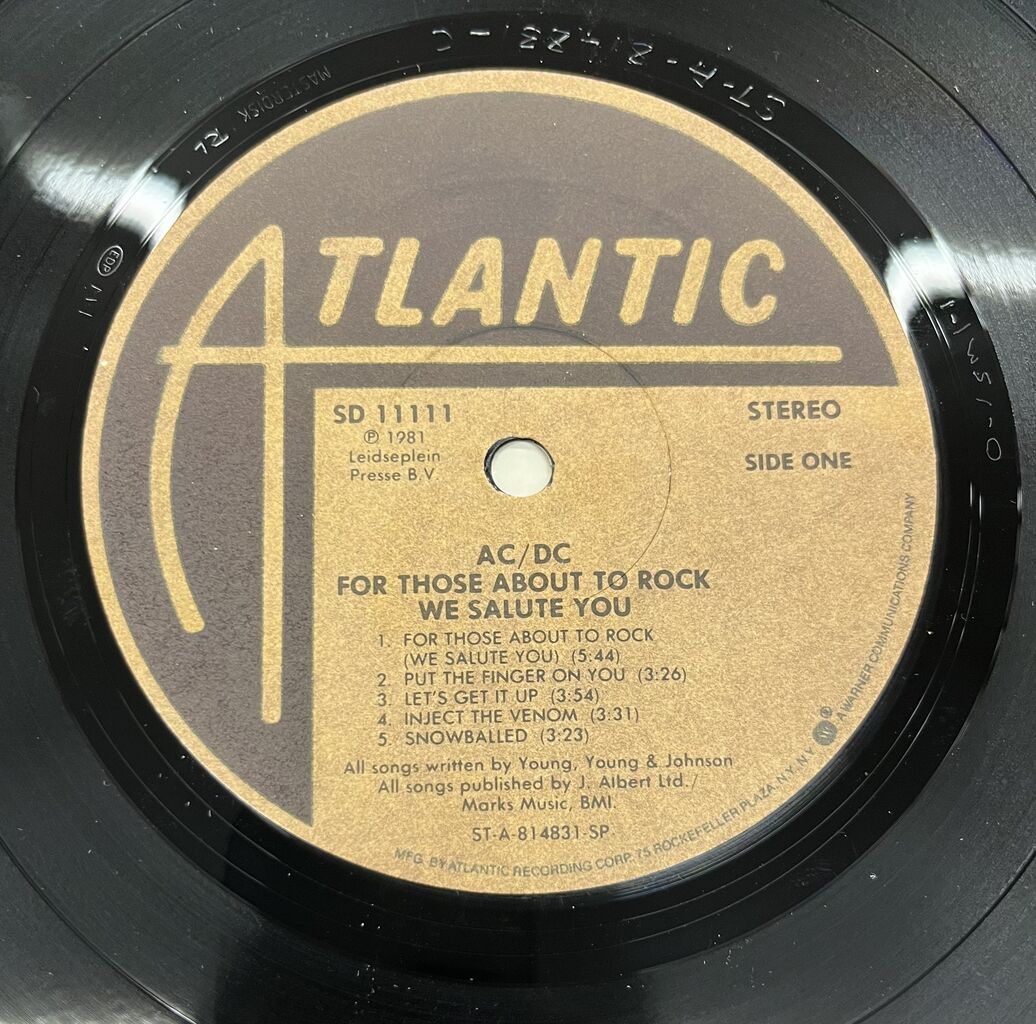 ATLANTIC
SD 11111
℗ 1981
Leidseplein
Presse B.V.
STEREO
SIDE ONE
AC/DC
FOR THOSE ABOUT TO ROCK
WE SALUTE YOU
1. FOR THOSE ABOUT TO ROCK
(WE SALUTE YOU) (5:44)
2. PUT THE FINGER ON YOU (3:26)
3. LET'S GET IT UP (3:54)
4. INJECT THE VENOM (3:31)
5. SNOWBALLED (3:23)
All songs written by Young, Young & Johnson
All songs published by J. Albert Ltd./
Marks Music, BMI.
ST-A-814831-SP
MFG. BY ATLANTIC RECORDING CORP. 75 ROCKEFELLER PLAZA, N.Y. N.Y. ® A WARNER COMMUNICATIONS COMPANY
MASTERDISK
RL
EDP